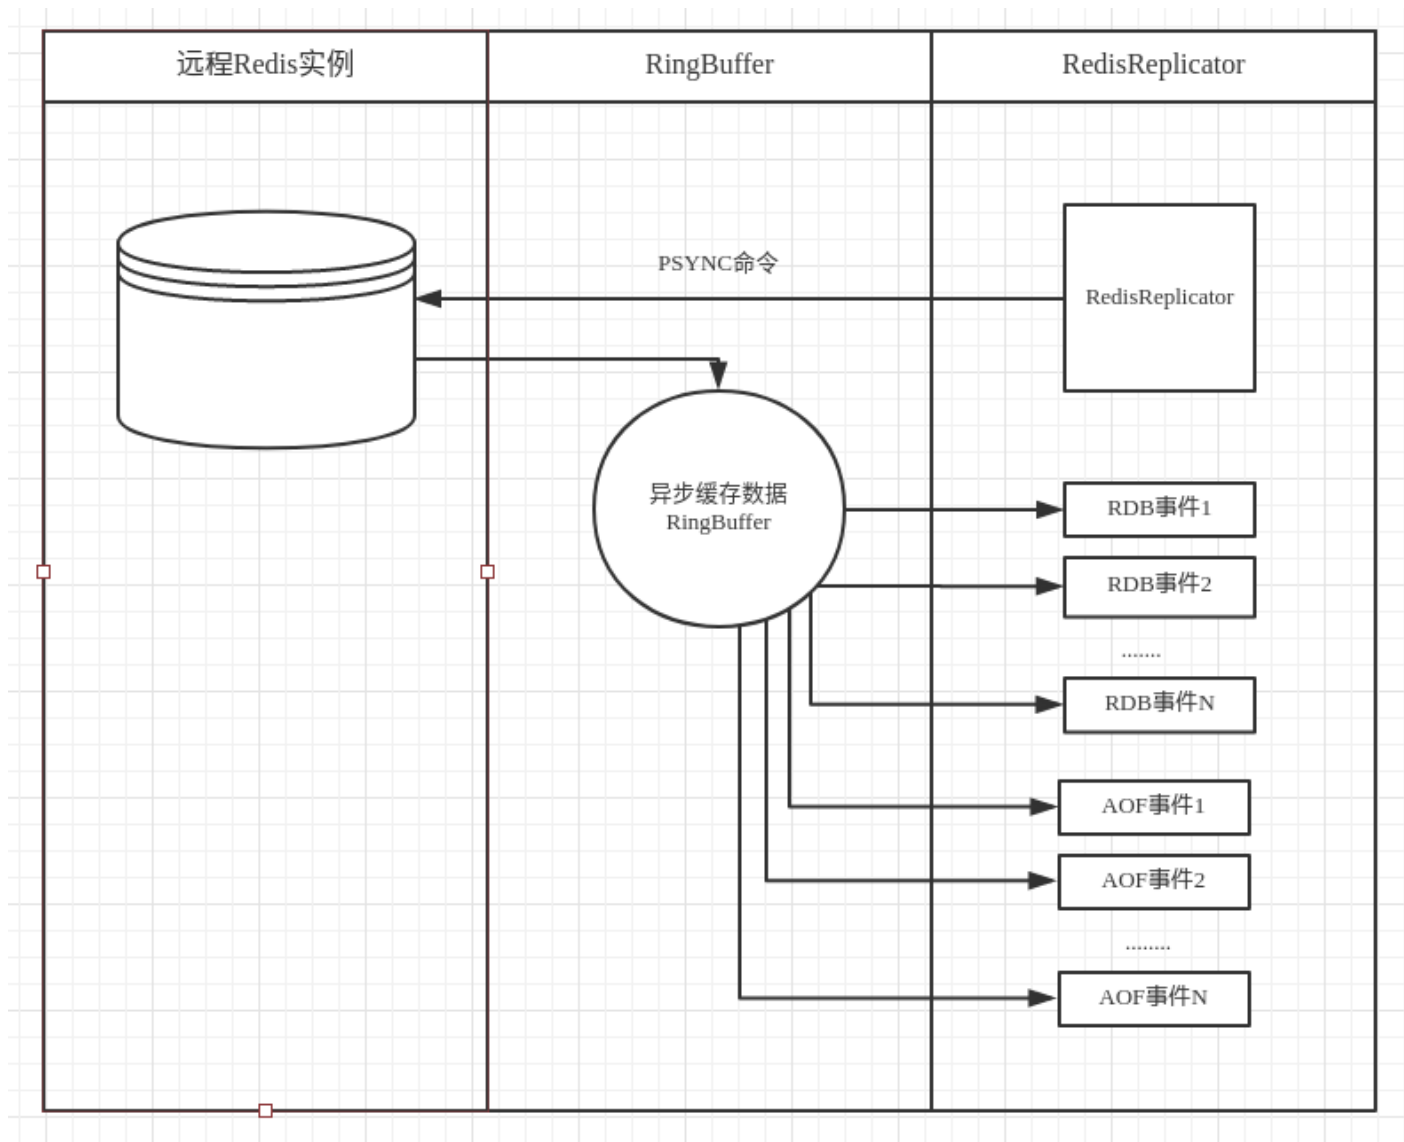 远程Redis实例
RingBuffer
RedisReplicator
PSYNC命令
RedisReplicator
异步缓存数据
RingBuffer
RDB事件1
RDB事件2
.......
RDB事件N
AOF事件1
AOF事件2
........
AOF事件N